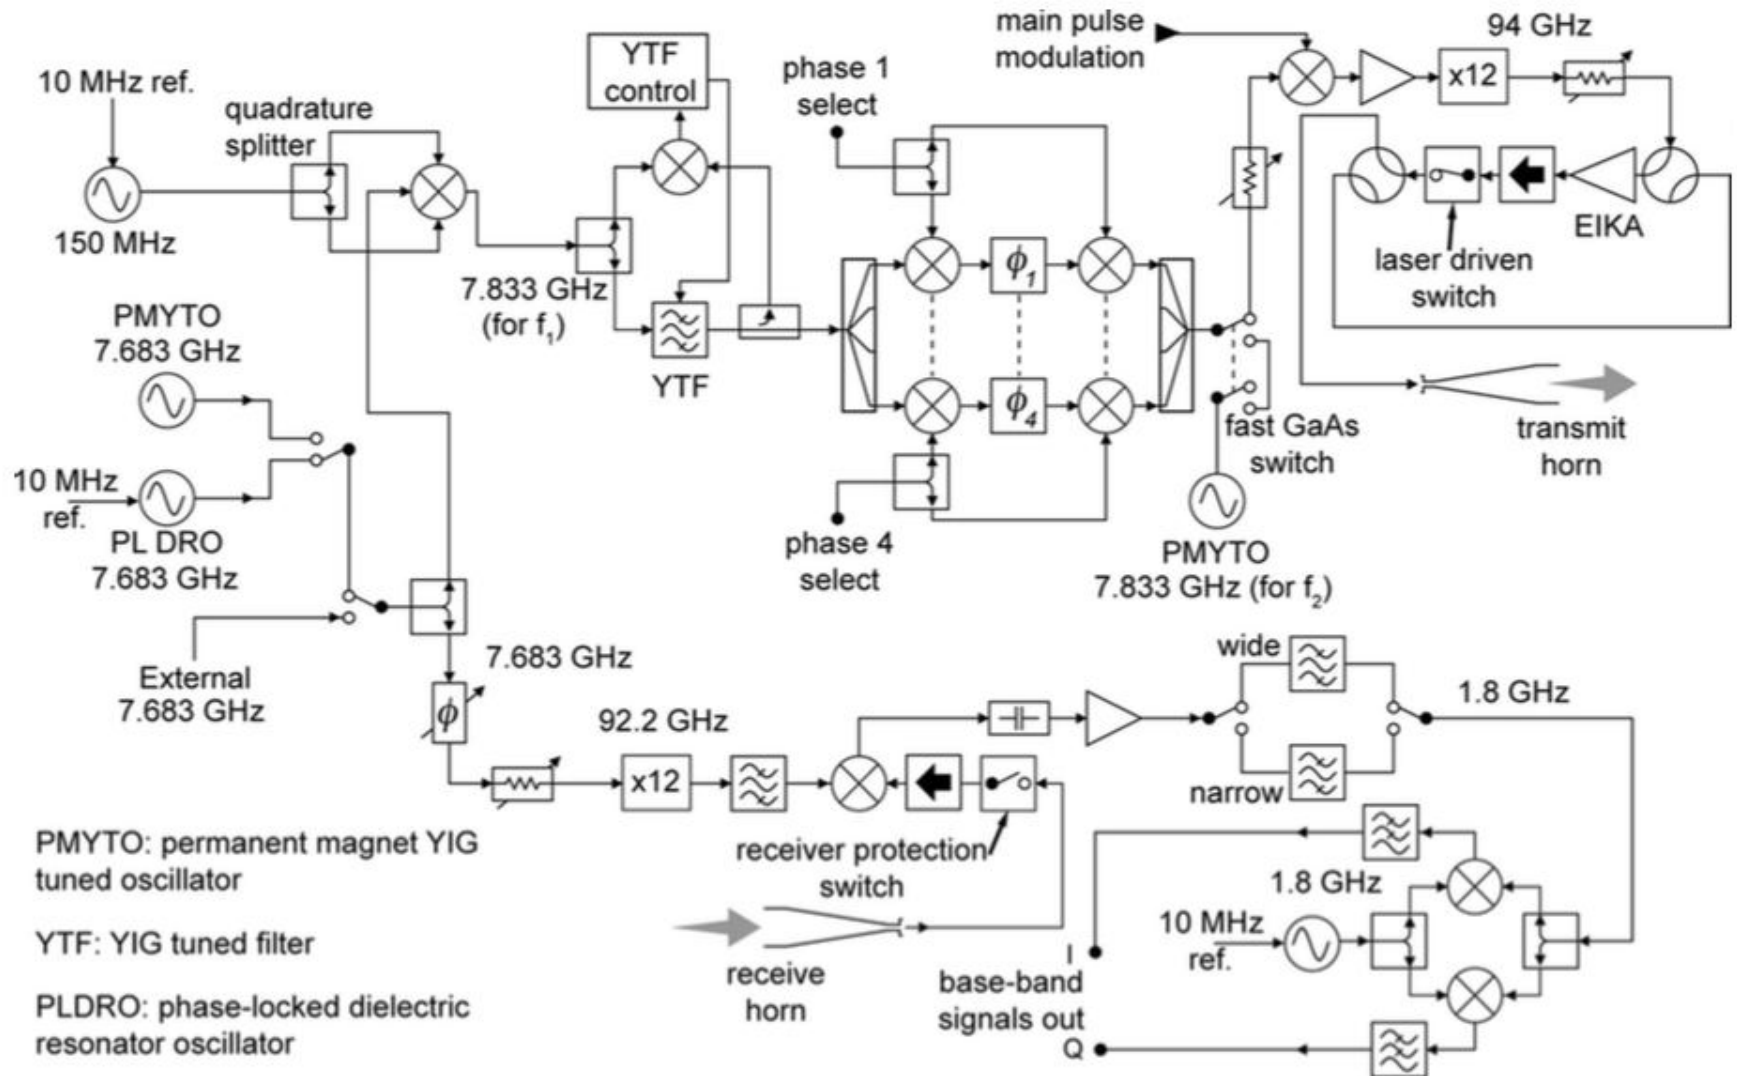 10 MHz ref.
quadrature
splitter
150 MHz
YTF
control
7.833 GHz
(for f1)
YTF
phase 1
select
main pulse
modulation
94 GHz
x12
EIKA
laser driven
switch
ϕ1
ϕ4
phase 4
select
fast GaAs
switch
transmit
horn
PMYTO
7.833 GHz (for f2)
PMYTO
7.683 GHz
10 MHz
ref.
PL DRO
7.683 GHz
External
7.683 GHz
7.683 GHz
ϕ
92.2 GHz
x12
receiver protection
switch
receive
horn
wide
narrow
1.8 GHz
1.8 GHz
10 MHz
ref.
I
base-band
signals out
Q
PMYTO: permanent magnet YIG
tuned oscillator
YTF: YIG tuned filter
PLDRO: phase-locked dielectric
resonator oscillator